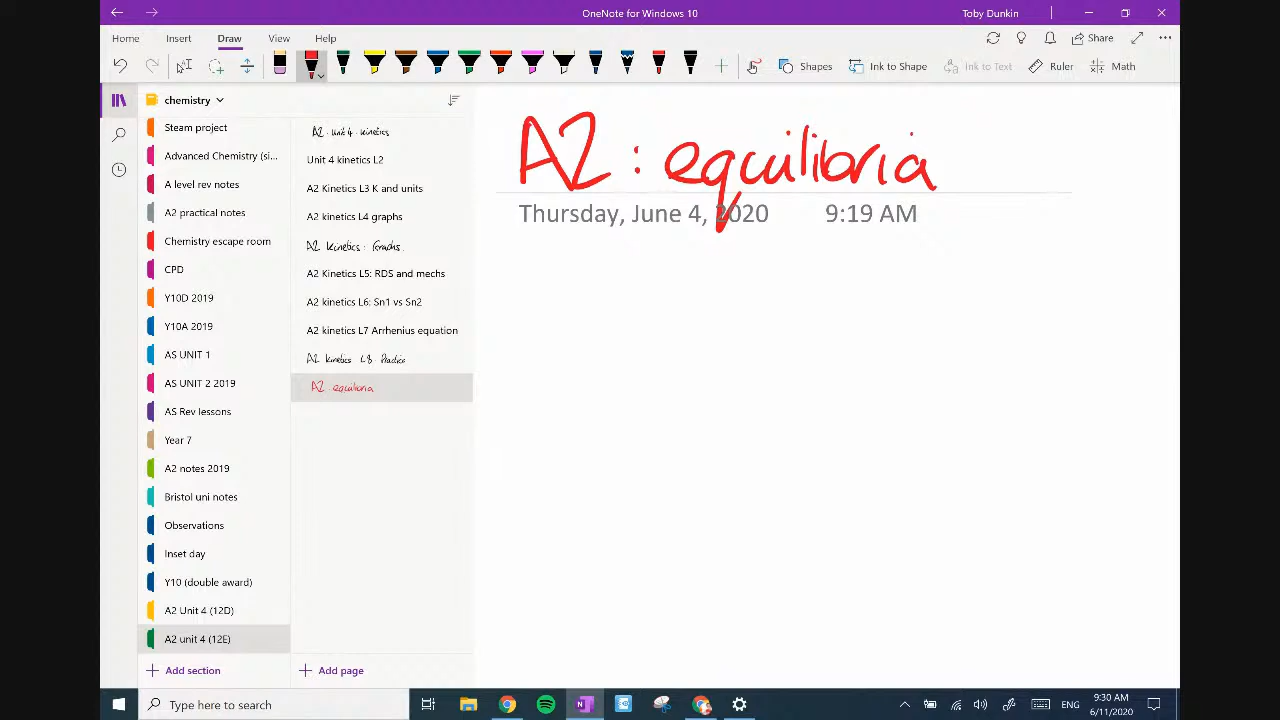 OneNote for Windows 10
Toby Dunkin
Home Insert Draw View Help
Share
Shapes Ink to Shape Ink to Text Ruler Math
chemistry
Steam project
Advanced Chemistry (si...
A level rev notes
A2 practical notes
Chemistry escape room
CPD
Y10D 2019
Y10A 2019
AS UNIT 1
AS UNIT 2 2019
AS Rev lessons
Year 7
A2 notes 2019
Bristol uni notes
Observations
Inset day
Y10 (double award)
A2 Unit 4 (12D)
A2 unit 4 (12E)
Add section
A2 . Unit 4 . Kinetics
Unit 4 kinetics L2
A2 Kinetics L3 K and units
A2 kinetics L4 graphs
A2 Kinetics : Graphs
A2 Kinetics L5: RDS and mechs
A2 kinetics L6: Sn1 vs Sn2
A2 kinetics L7 Arrhenius equation
A2 Kinetics L8 Practice
A2 equilibria
Add page
A2 : equilibria
Thursday, June 4, 2020 9:19 AM
Type here to search
ENG
9:30 AM
6/11/2020